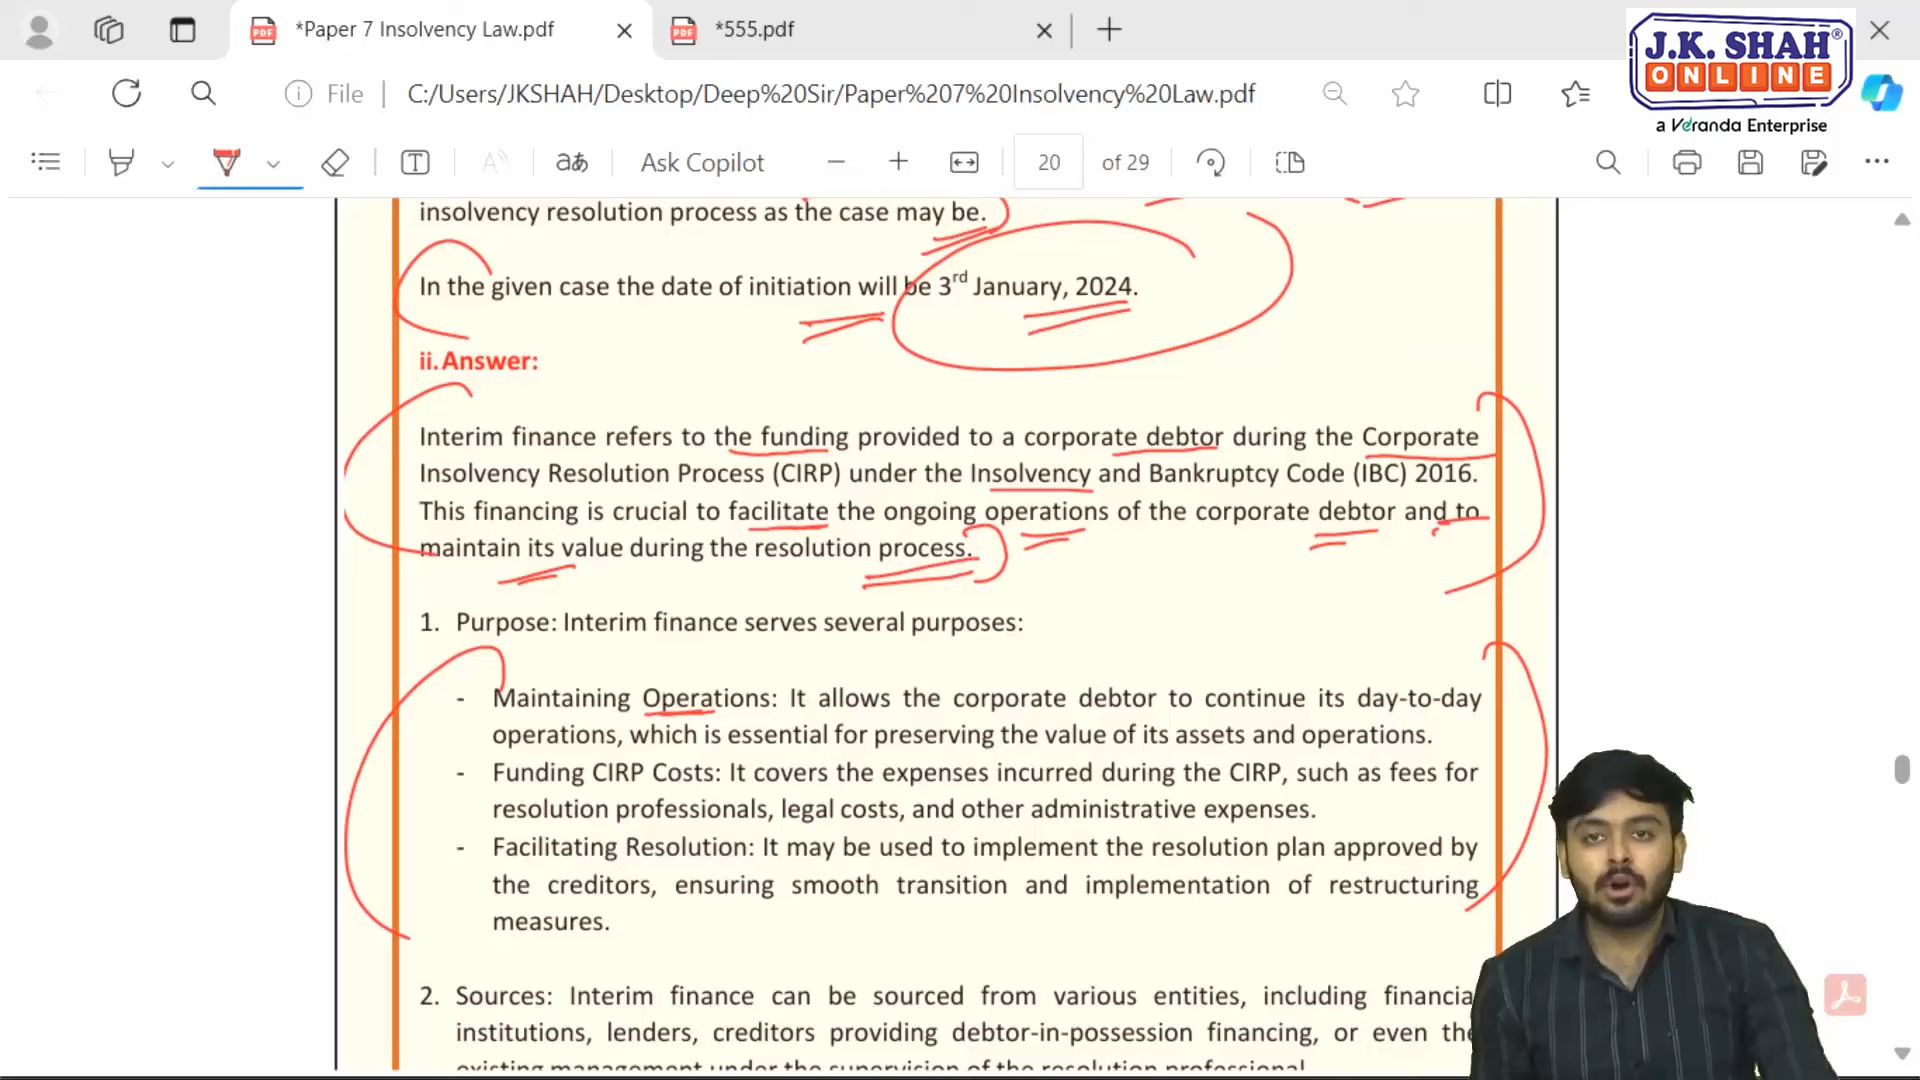 *Paper 7 Insolvency Law.pdf
*555.pdf
J.K. SHAH®
ONLINE
a Veranda Enterprise
File
C:/Users/JKSHAH/Desktop/Deep%20Sir/Paper%207%20Insolvency%20Law.pdf
Ask Copilot
20 of 29
insolvency resolution process as the case may be.
In the given case the date of initiation will be 3rd January, 2024.
ii. Answer:
Interim finance refers to the funding provided to a corporate debtor during the Corporate
Insolvency Resolution Process (CIRP) under the Insolvency and Bankruptcy Code (IBC) 2016.
This financing is crucial to facilitate the ongoing operations of the corporate debtor and to
maintain its value during the resolution process.
1. Purpose: Interim finance serves several purposes:
- Maintaining Operations: It allows the corporate debtor to continue its day-to-day
operations, which is essential for preserving the value of its assets and operations.
- Funding CIRP Costs: It covers the expenses incurred during the CIRP, such as fees for
resolution professionals, legal costs, and other administrative expenses.
- Facilitating Resolution: It may be used to implement the resolution plan approved by
the creditors, ensuring smooth transition and implementation of restructuring
measures.
2. Sources: Interim finance can be sourced from various entities, including financia
institutions, lenders, creditors providing debtor-in-possession financing, or even the
existing management under the supervision of the resolution professional.